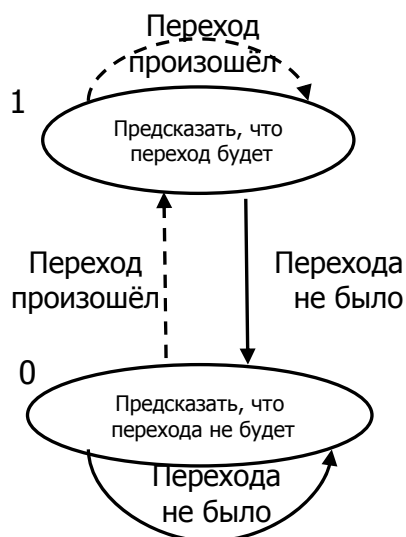 Переход
произошёл
1
Предсказать, что
переход будет
Переход
произошёл
Перехода
не было
0
Предсказать, что
перехода не будет
Перехода
не было